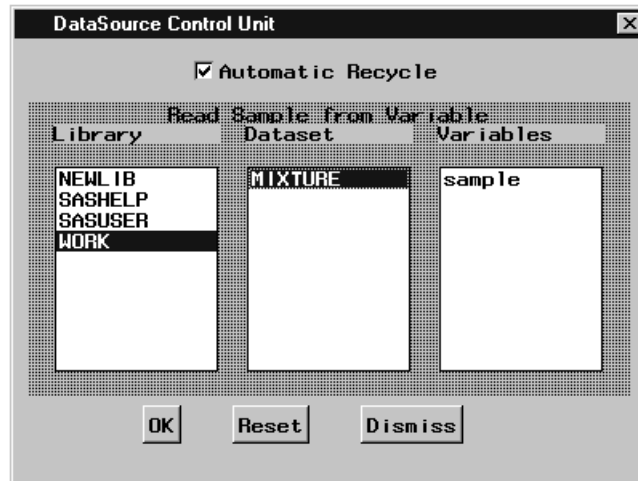 DataSource Control Unit
Automatic Recycle
Read Sample from Variable
Library Dataset Variables
NEWLIB MIXTURE sample
SASHELP
SASUSER
WORK
OK Reset Dismiss